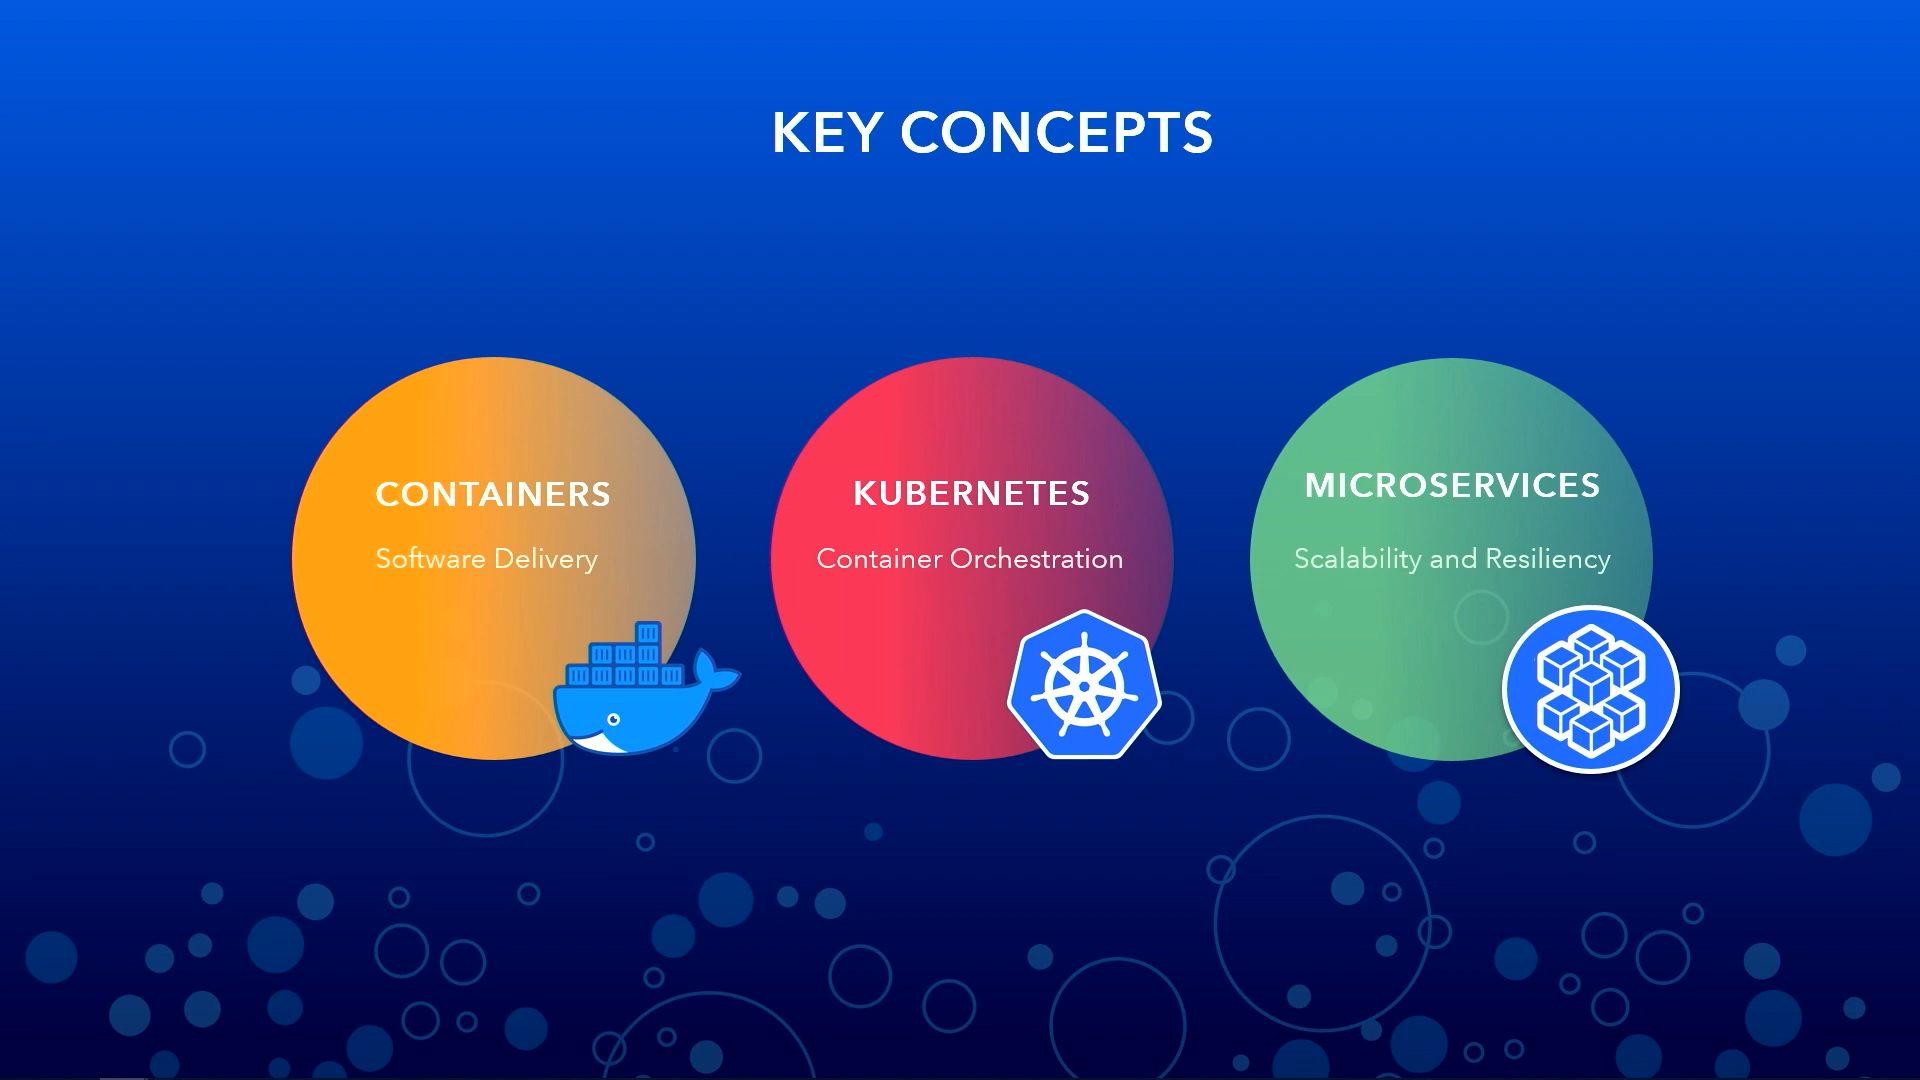 KEY CONCEPTS
CONTAINERS
Software Delivery
KUBERNETES
Container Orchestration
MICROSERVICES
Scalability and Resiliency